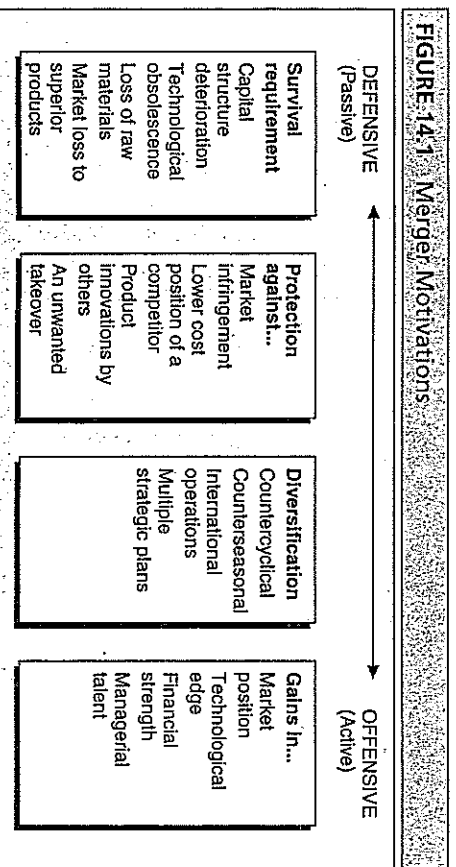 FIGURE 14.1 Merger Motivations
DEFENSIVE
(Passive)
OFFENSIVE
(Active)
Survival
requirement
Capital
structure
deterioration
Technological
obsolescence
Loss of raw
materials
Market loss to
superior
products
Protection
against...
Market
infringement
Lower cost
position of a
competitor
Product
innovations by
others
An unwanted
takeover
Diversification
Countercyclical
Counterseasonal
International
operations
Multiple
strategic plans
Gains in...
Market
position
Technological
edge
Financial
strength
Managerial
talent